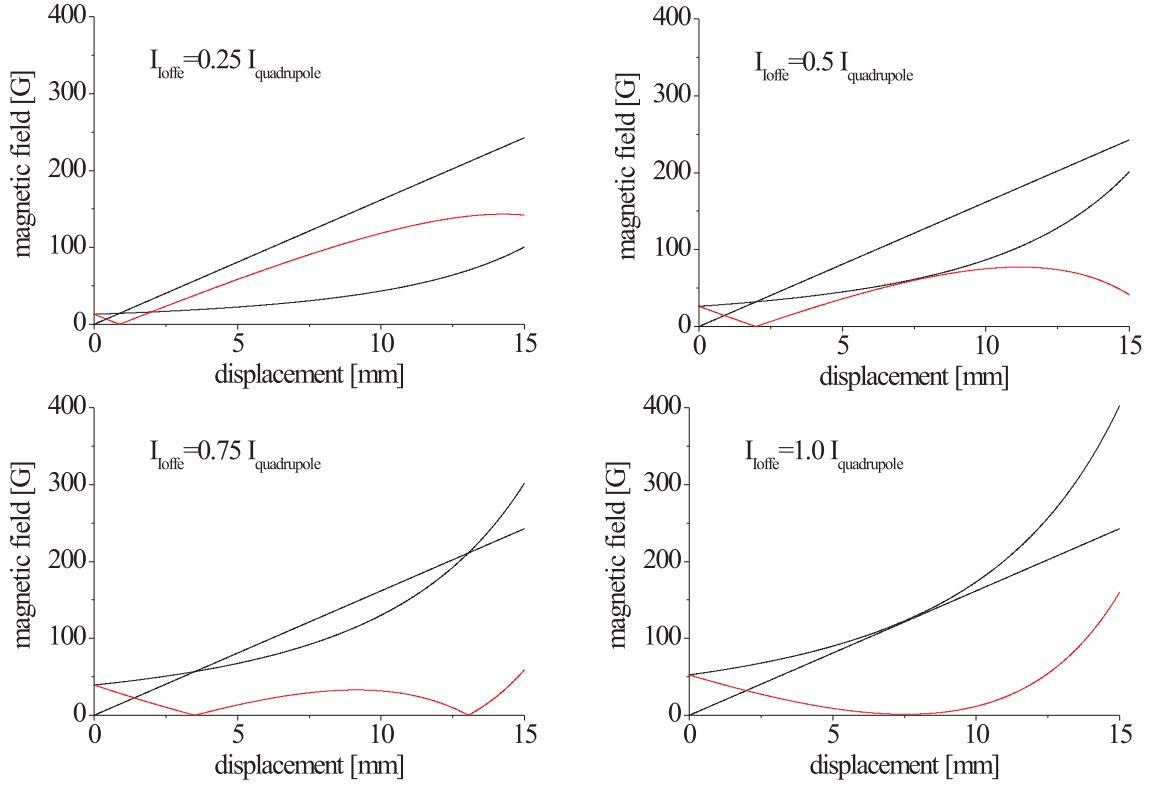 400
300
200
100
0
magnetic field [G]
I_Ioffe=0.25 I_quadrupole
0 5 10 15
displacement [mm]
400
300
200
100
0
magnetic field [G]
I_Ioffe=0.5 I_quadrupole
0 5 10 15
displacement [mm]
400
300
200
100
0
magnetic field [G]
I_Ioffe=0.75 I_quadrupole
0 5 10 15
displacement [mm]
400
300
200
100
0
magnetic field [G]
I_Ioffe=1.0 I_quadrupole
0 5 10 15
displacement [mm]